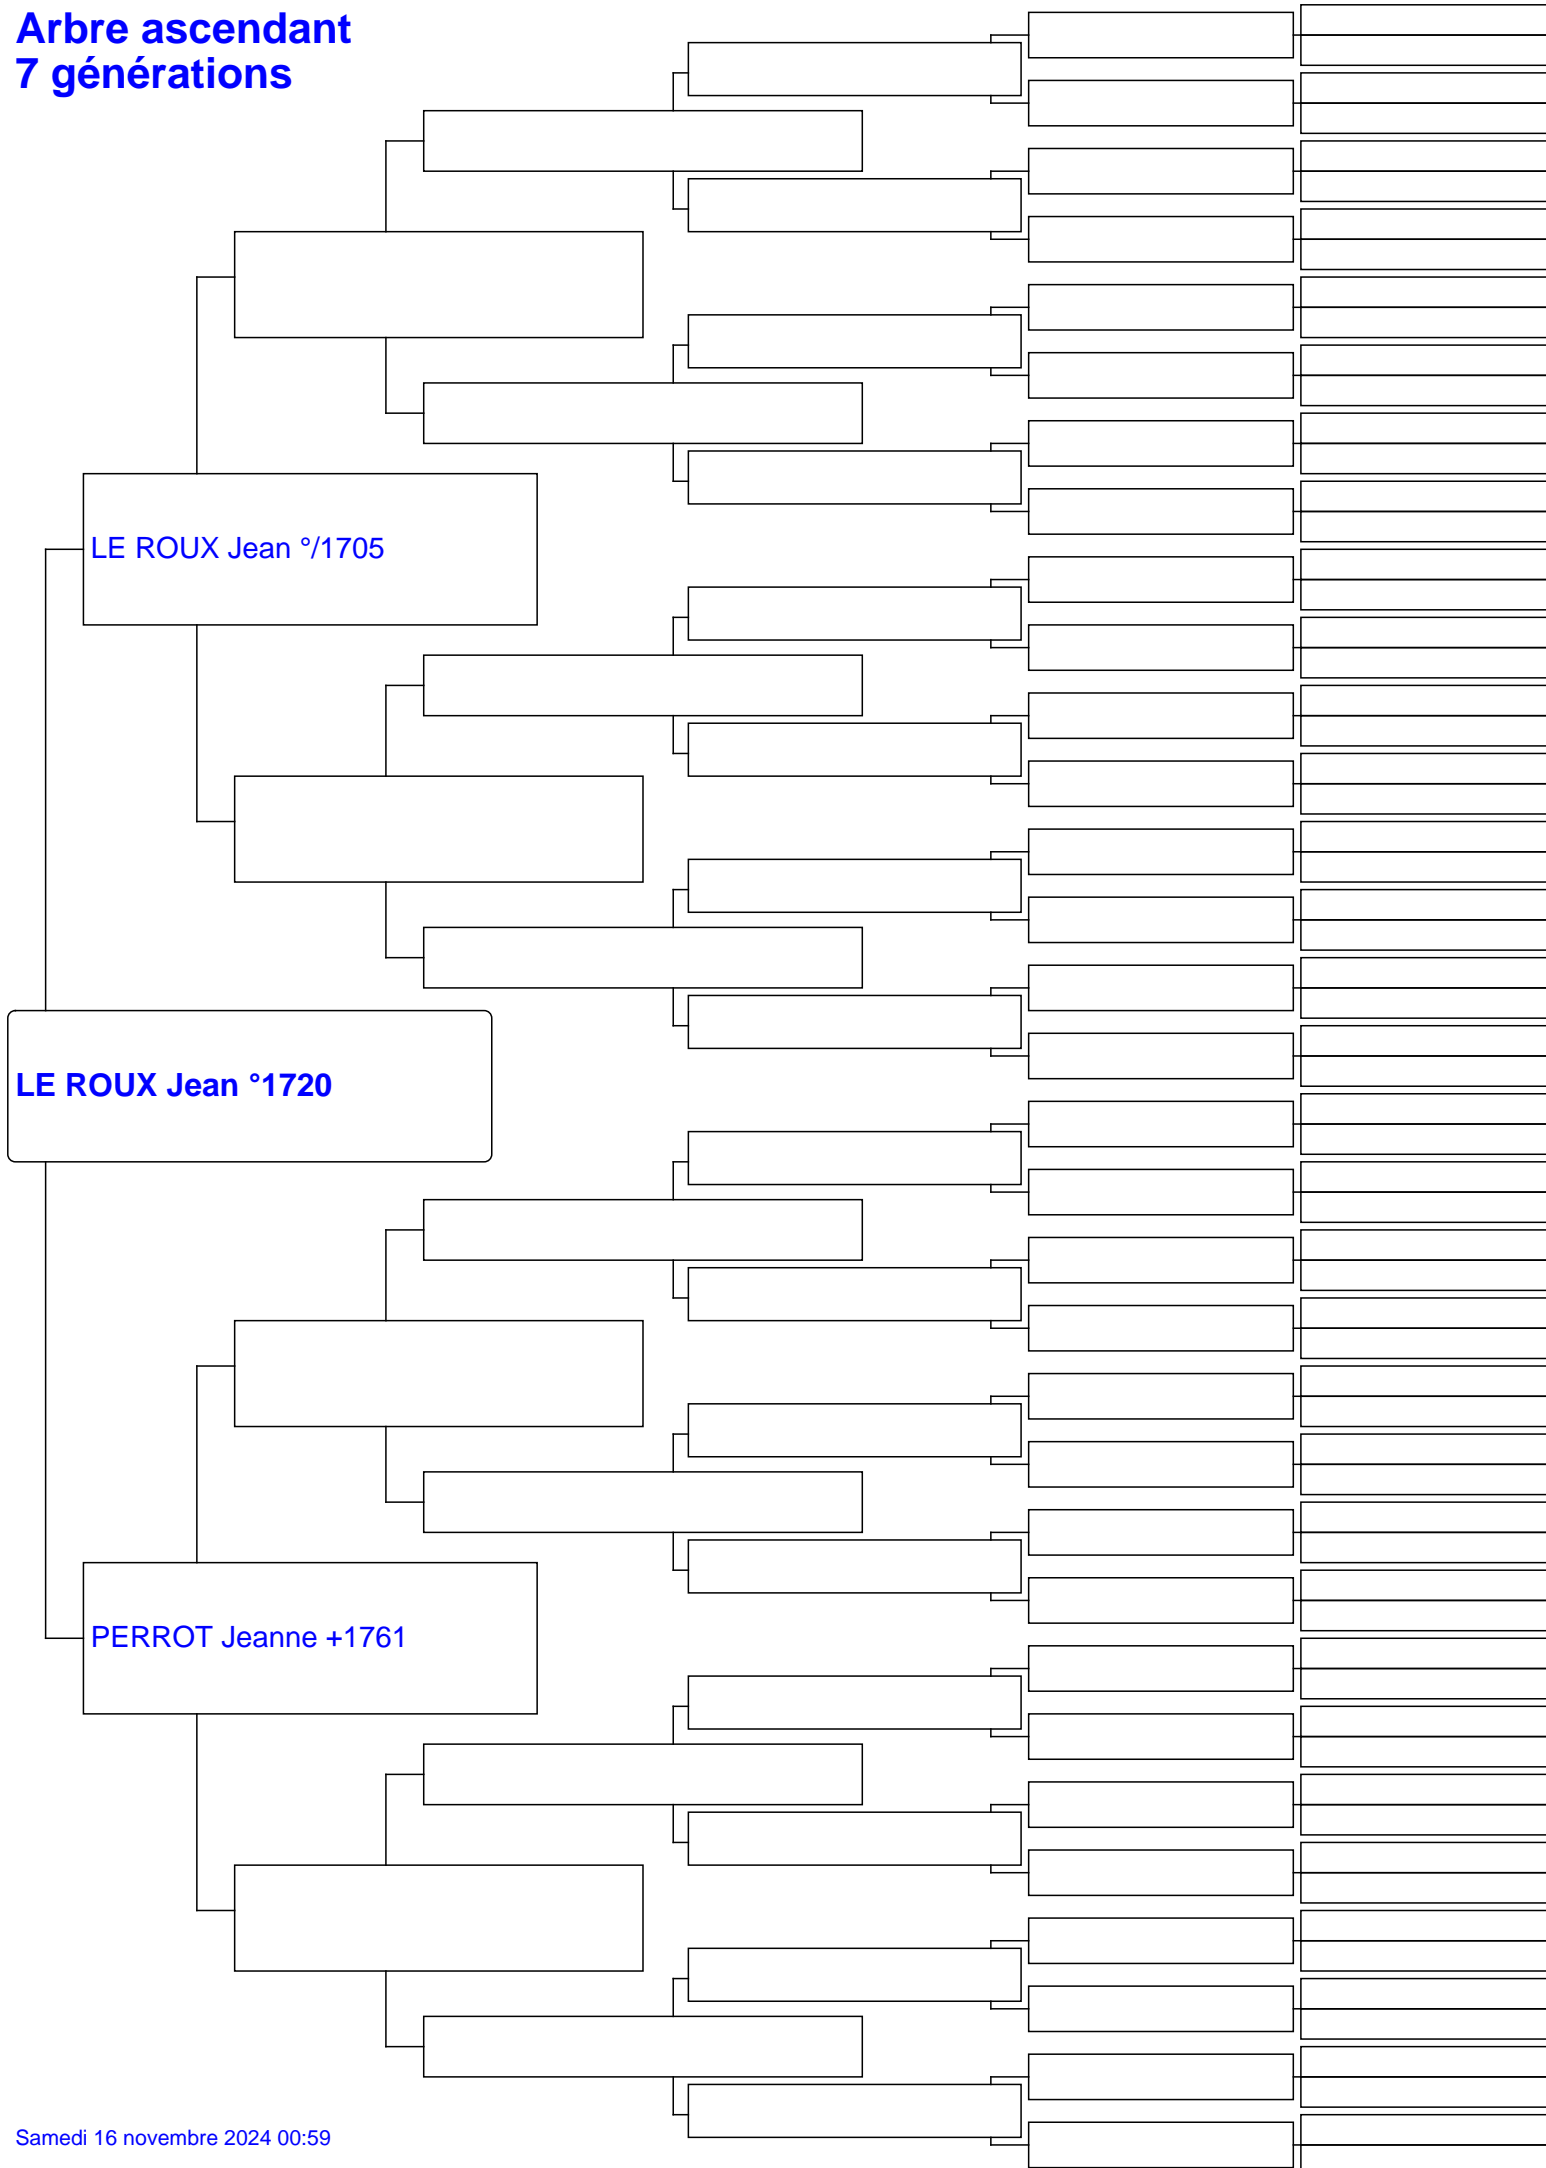 Arbre ascendant
7 générations
LE ROUX Jean °/1705
LE ROUX Jean °1720
PERROT Jeanne +1761
Samedi 16 novembre 2024 00:59